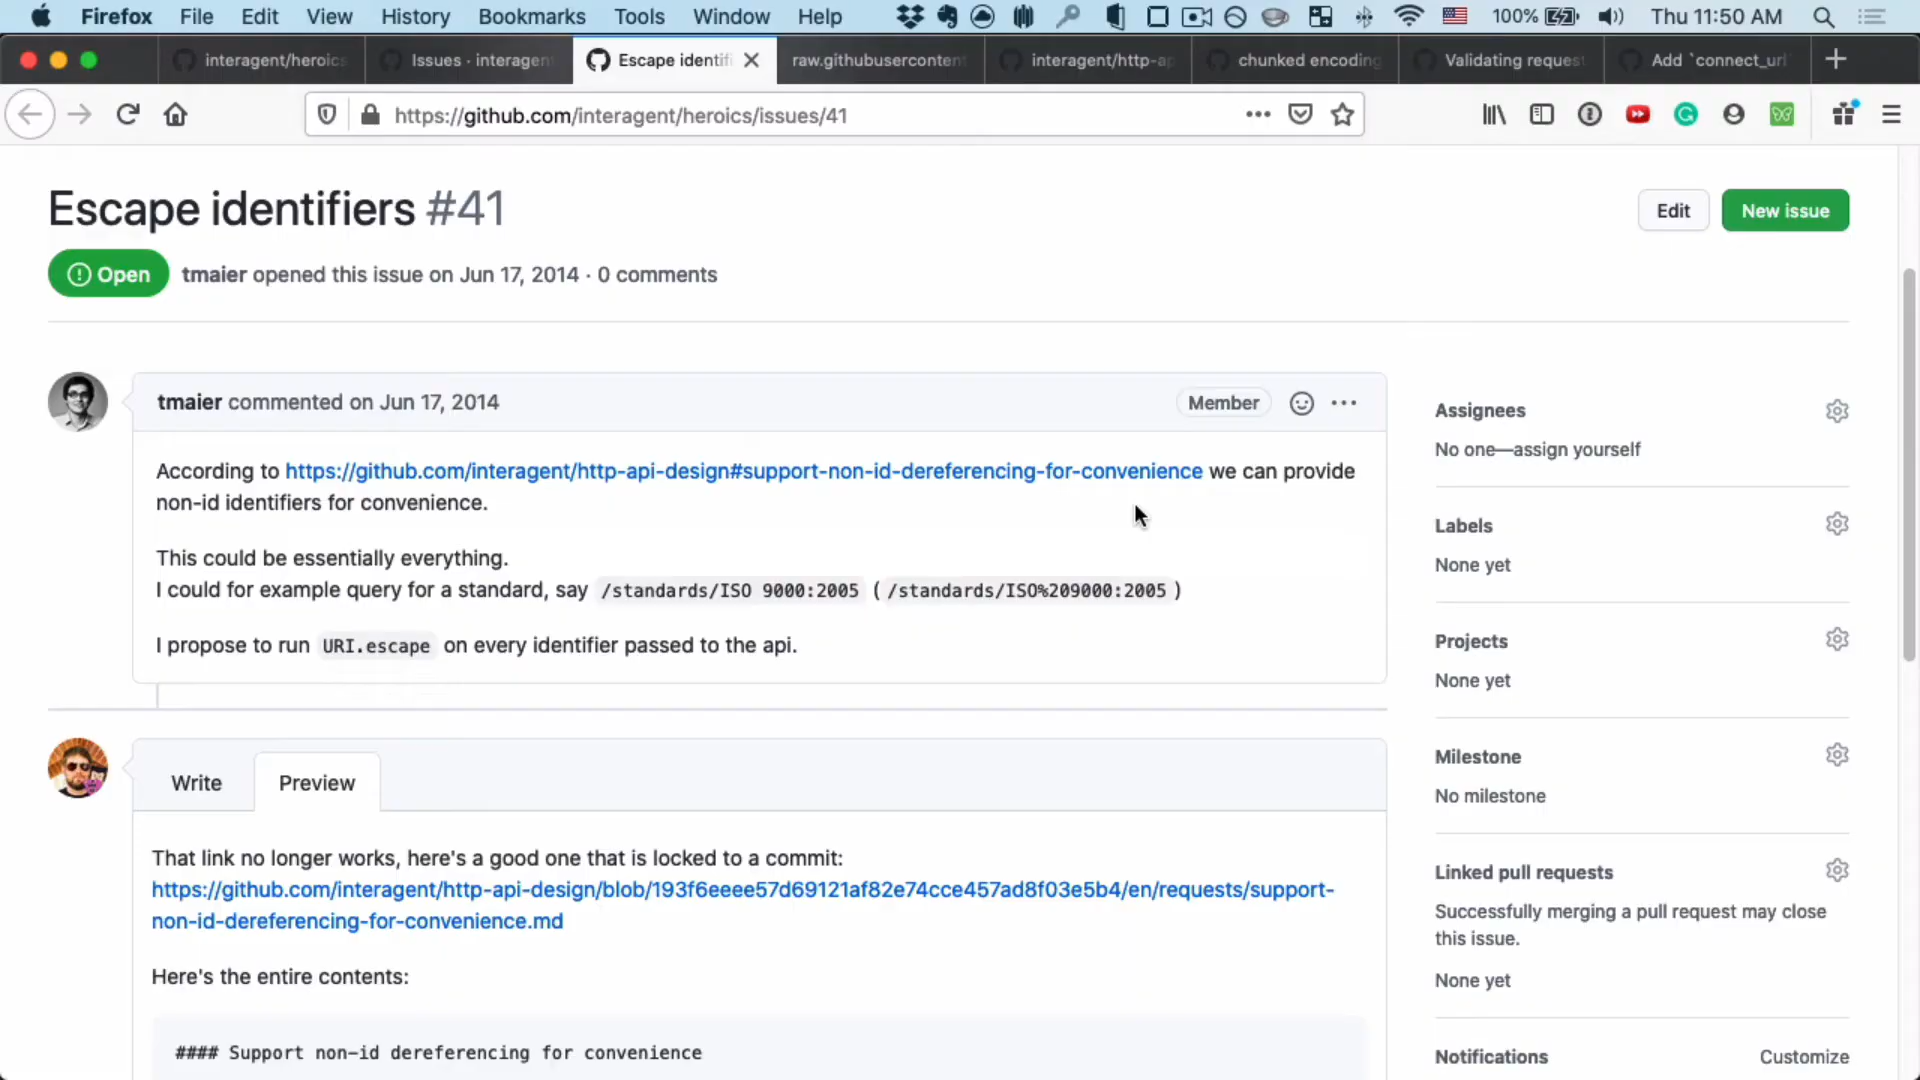 Firefox File Edit View History Bookmarks Tools Window Help 100% Thu 11:50 AM
interagent/heroics Issues · interagent Escape identifi raw.githubusercontent interagent/http-ap chunked encoding Validating request Add `connect_url
https://github.com/interagent/heroics/issues/41
Escape identifiers #41
Edit
New issue
Open
tmaier opened this issue on Jun 17, 2014 · 0 comments
tmaier commented on Jun 17, 2014
Member
According to https://github.com/interagent/http-api-design#support-non-id-dereferencing-for-convenience we can provide
non-id identifiers for convenience.
This could be essentially everything.
I could for example query for a standard, say /standards/ISO 9000:2005 ( /standards/ISO%209000:2005 )
I propose to run URI.escape on every identifier passed to the api.
Write Preview
That link no longer works, here's a good one that is locked to a commit:
https://github.com/interagent/http-api-design/blob/193f6eeee57d69121af82e74cce457ad8f03e5b4/en/requests/support-
non-id-dereferencing-for-convenience.md
Here's the entire contents:
#### Support non-id dereferencing for convenience
Assignees
No one—assign yourself
Labels
None yet
Projects
None yet
Milestone
No milestone
Linked pull requests
Successfully merging a pull request may close
this issue.
None yet
Notifications Customize